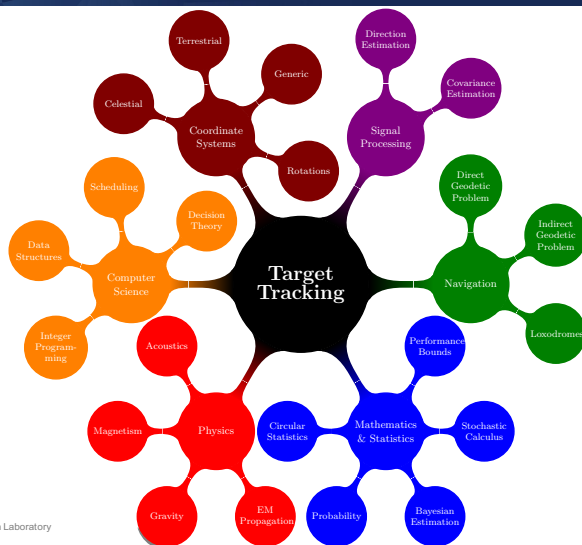 Terrestrial
Generic
Celestial
Coordinate
Systems
Rotations
Direction
Estimation
Covariance
Estimation
Signal
Processing
Scheduling
Decision
Theory
Data
Structures
Computer
Science
Integer
Program-
ming
Target
Tracking
Direct
Geodetic
Problem
Indirect
Geodetic
Problem
Navigation
Loxodromes
Acoustics
Magnetism
Physics
Gravity
EM
Propagation
Performance
Bounds
Circular
Statistics
Mathematics
& Statistics
Stochastic
Calculus
Probability
Bayesian
Estimation
Laboratory